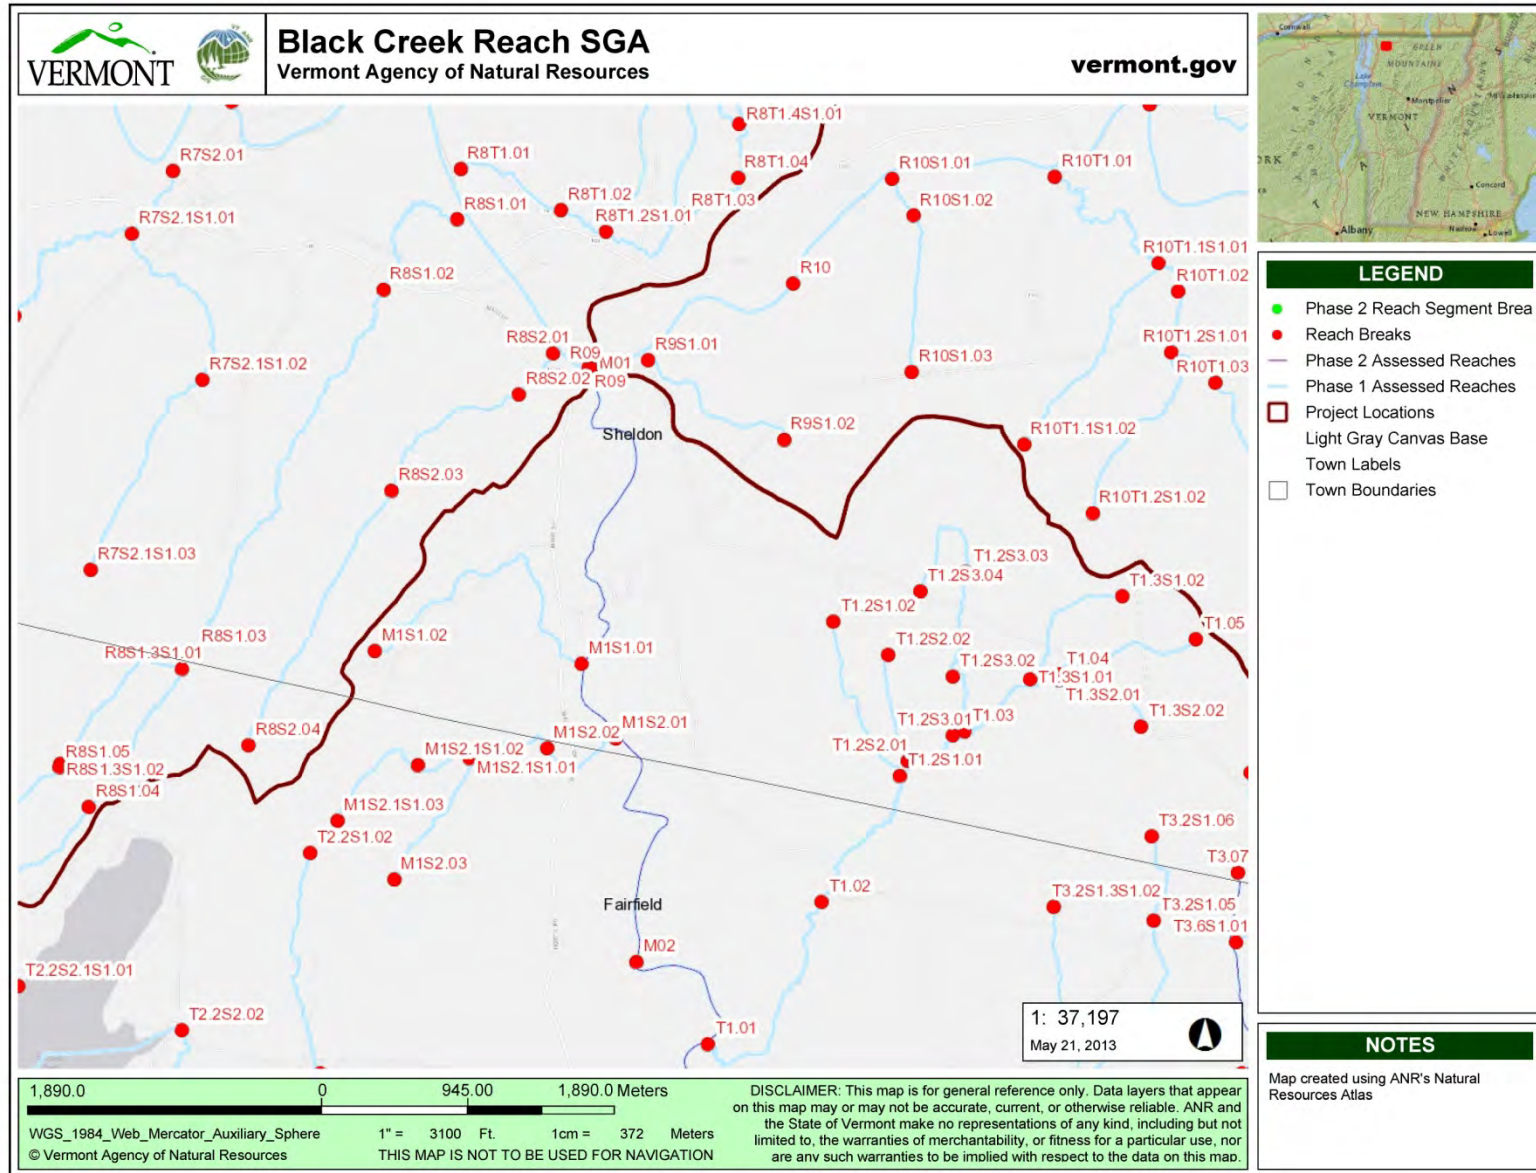 VERMONT
VT ANR
Black Creek Reach SGA
Vermont Agency of Natural Resources
vermont.gov
R8T1.4S1.01
R7S2.01
R8T1.01
R8T1.04
R10S1.01
R10T1.01
R8T1.02
R8T1.03
R7S2.1S1.01
R8S1.01
R8T1.2S1.01
R10S1.02
R10T1.1S1.01
R8S1.02
R10
R10T1.02
R8S2.01
R09
M01
R9S1.01
R10S1.03
R10T1.2S1.01
R7S2.1S1.02
R8S2.02
R09
R10T1.03
Sheldon
R9S1.02
R10T1.1S1.02
R8S2.03
R10T1.2S1.02
R7S2.1S1.03
T1.2S3.03
T1.2S3.04
T1.3S1.02
T1.2S1.02
T1.05
R8S1.03
M1S1.02
M1S1.01
T1.2S2.02
R8S1.3S1.01
T1.2S3.02
T1.04
T1.3S1.01
T1.3S2.01
T1.2S3.01
T1.03
T1.3S2.02
R8S2.04
M1S2.02
M1S2.01
R8S1.05
M1S2.1S1.02
T1.2S2.01
R8S1.3S1.02
M1S2.1S1.01
T1.2S1.01
R8S1.04
M1S2.1S1.03
T3.2S1.06
T2.2S1.02
M1S2.03
T3.07
T1.02
T3.2S1.3S1.02
Fairfield
T3.2S1.05
T3.6S1.01
M02
T2.2S2.1S1.01
T2.2S2.02
T1.01
1: 37,197
May 21, 2013
Cornwall
GREEN
MOUNTAINS
Lake
Champlain
Montpelier
VERMONT
Concord
NEW HAMPSHIRE
Nashua
Lowell
Albany
LEGEND
Phase 2 Reach Segment Brea
Reach Breaks
Phase 2 Assessed Reaches
Phase 1 Assessed Reaches
Project Locations
Light Gray Canvas Base
Town Labels
Town Boundaries
NOTES
Map created using ANR's Natural
Resources Atlas
1,890.0 0 945.00 1,890.0 Meters
WGS_1984_Web_Mercator_Auxiliary_Sphere 1" = 3100 Ft. 1cm = 372 Meters
© Vermont Agency of Natural Resources THIS MAP IS NOT TO BE USED FOR NAVIGATION
DISCLAIMER: This map is for general reference only. Data layers that appear
on this map may or may not be accurate, current, or otherwise reliable. ANR and
the State of Vermont make no representations of any kind, including but not
limited to, the warranties of merchantability, or fitness for a particular use, nor
are any such warranties to be implied with respect to the data on this map.